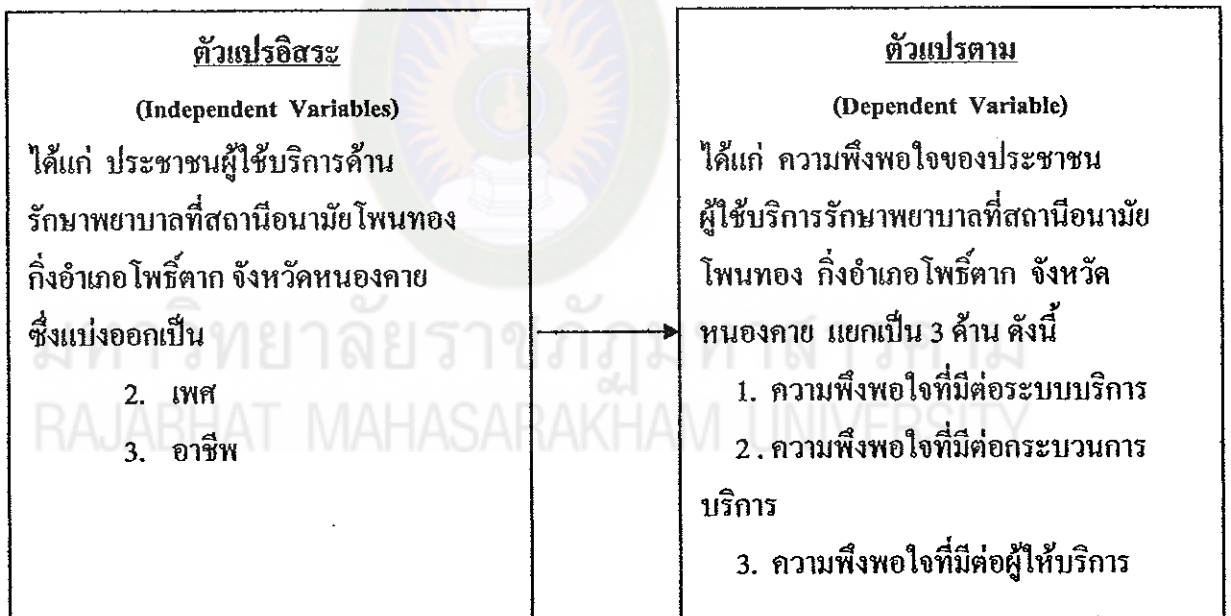 ตัวแปรอิสระ
(Independent Variables)
ได้แก่ ประชาชนผู้ใช้บริการด้าน
รักษาพยาบาลที่สถานีอนามัยโพนทอง
กิ่งอำเภอโพธิ์ตาก จังหวัดหนองคาย
ซึ่งแบ่งออกเป็น
2. เพศ
3. อาชีพ
ตัวแปรตาม
(Dependent Variable)
ได้แก่ ความพึงพอใจของประชาชน
ผู้ใช้บริการรักษาพยาบาลที่สถานีอนามัย
โพนทอง กิ่งอำเภอโพธิ์ตาก จังหวัด
หนองคาย แยกเป็น 3 ด้าน ดังนี้
1. ความพึงพอใจที่มีต่อระบบบริการ
2. ความพึงพอใจที่มีต่อกระบวนการ
บริการ
3. ความพึงพอใจที่มีต่อผู้ให้บริการ
มหาวิทยาลัยราชภัฏมหาสารคาม
RAJABHAT MAHASARAKHAM UNIVERSITY